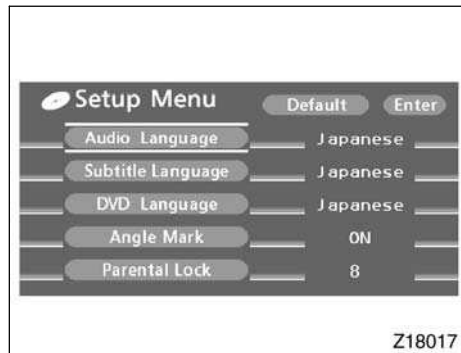 Setup Menu Default Enter
Audio Language Japanese
Subtitle Language Japanese
DVD Language Japanese
Angle Mark ON
Parental Lock 8
Z18017